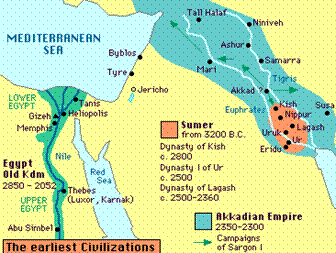 Tall Halaf
Nineveh
MEDITERRANEAN
SEA
Ashur
Byblos
Mari
Samarra
Tyre
Tigris
Jericho
Akkad ?
LOWER
EGYPT
Tanis
Heliopolis
Gizeh
Memphis
Euphrates
Kish
Nippur
Susa
Lagash
Uruk
Ur
Eridu
Sumer
from 3200 B.C.
Dynasty of Kish
c. 2800
Dynasty I of Ur
c. 2500
Dynasty of Lagash
c. 2500-2360
Egypt
Old Kdm
2850 - 2052
Nile
Red
Sea
Thebes
(Luxor, Karnak)
UPPER
EGYPT
Abu Simbel
Akkadian Empire
2350-2300
Campaigns
of Sargon I
The earliest Civilizations